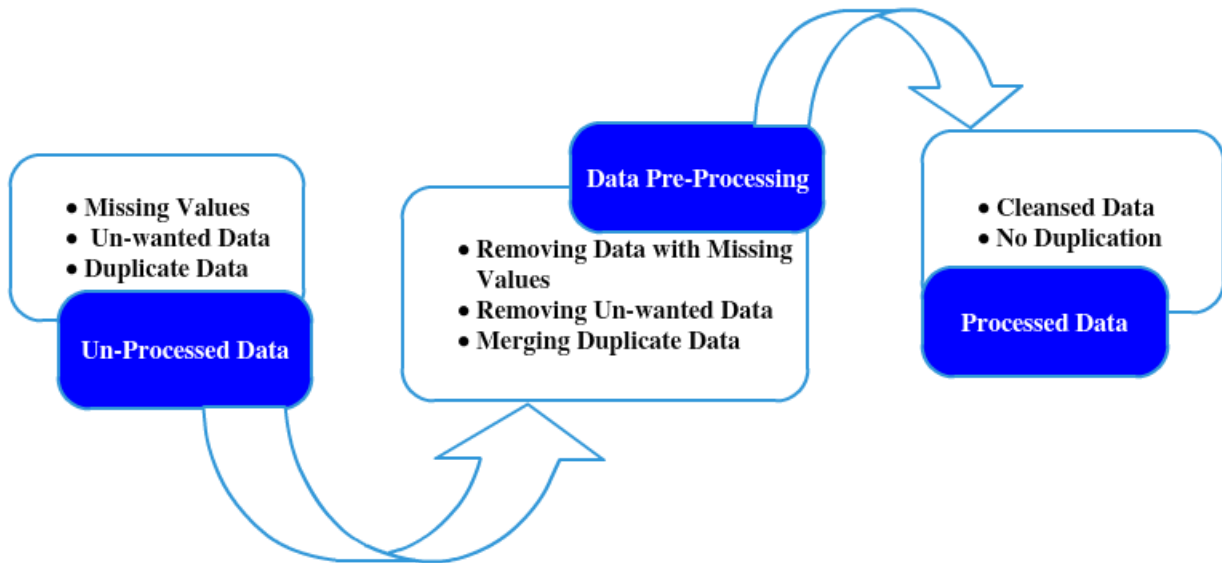 • Missing Values
• Un-wanted Data
• Duplicate Data
Un-Processed Data
Data Pre-Processing
• Removing Data with Missing
Values
• Removing Un-wanted Data
• Merging Duplicate Data
• Cleansed Data
• No Duplication
Processed Data